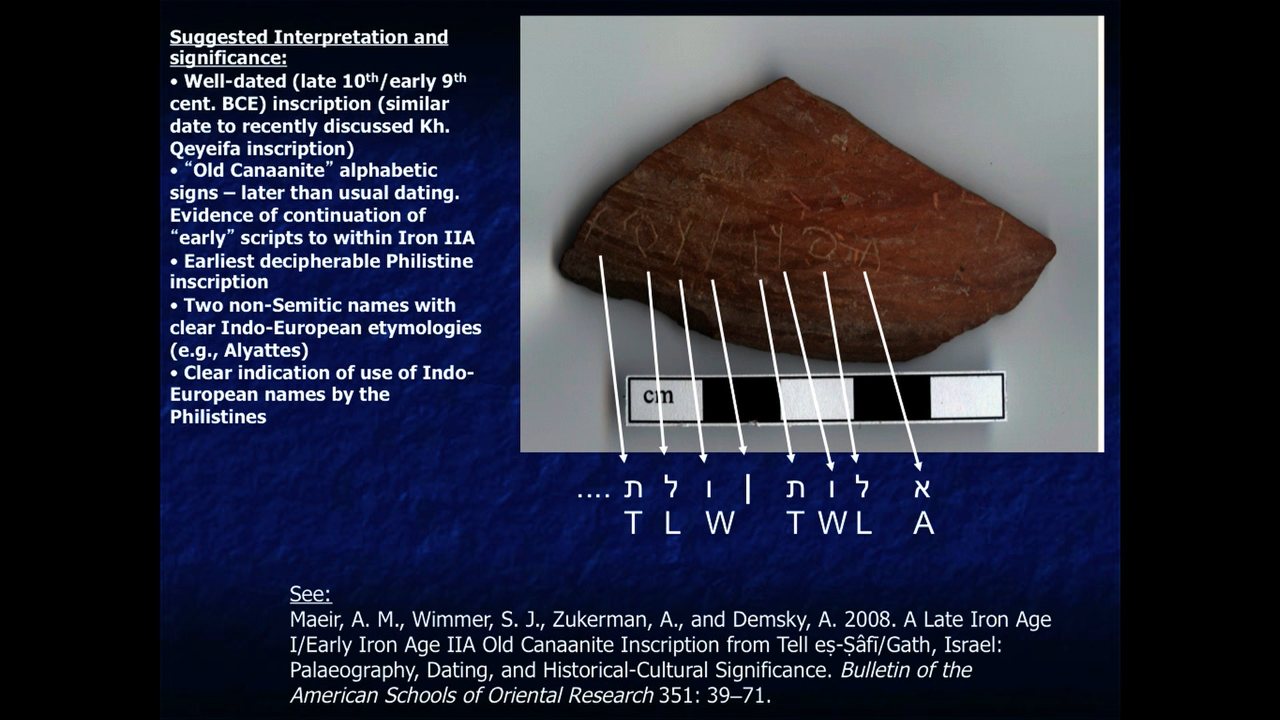 Suggested Interpretation and
significance:
• Well-dated (late 10th/early 9th
cent. BCE) inscription (similar
date to recently discussed Kh.
Qeyeifa inscription)
• “Old Canaanite” alphabetic
signs – later than usual dating.
Evidence of continuation of
“early” scripts to within Iron IIA
• Earliest decipherable Philistine
inscription
• Two non-Semitic names with
clear Indo-European etymologies
(e.g., Alyattes)
• Clear indication of use of Indo-
European names by the
Philistines
cm
א לות | ולת ....
T L W T W L A
See:
Maeir, A. M., Wimmer, S. J., Zukerman, A., and Demsky, A. 2008. A Late Iron Age
I/Early Iron Age IIA Old Canaanite Inscription from Tell eṣ-Ṣâfī/Gath, Israel:
Palaeography, Dating, and Historical-Cultural Significance. Bulletin of the
American Schools of Oriental Research 351: 39–71.